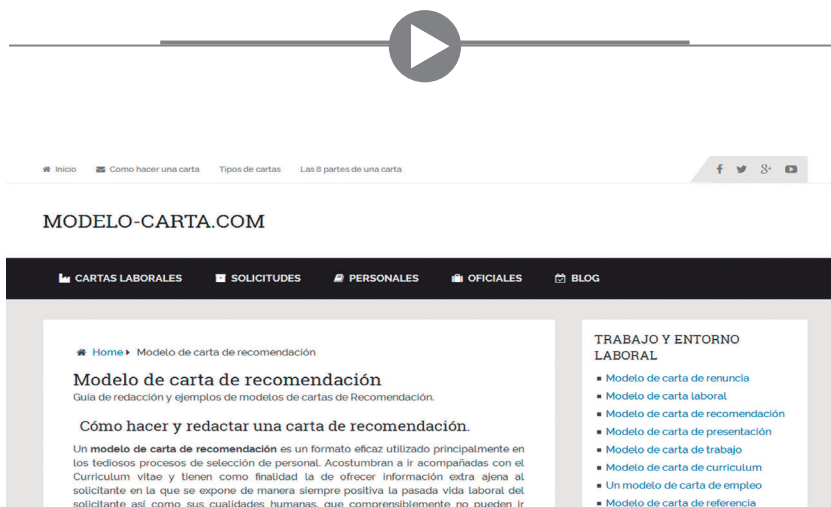 Inicio Como hacer una carta Tipos de cartas Las 8 partes de una carta
MODELO-CARTA.COM
CARTAS LABORALES SOLICITUDES PERSONALES OFICIALES BLOG
Home Modelo de carta de recomendación
Modelo de carta de recomendación
Guía de redacción y ejemplos de modelos de cartas de Recomendación.
Cómo hacer y redactar una carta de recomendación.
Un modelo de carta de recomendación es un formato eficaz utilizado principalmente en
los tediosos procesos de selección de personal. Acostumbran a ir acompañadas con el
Curriculum vitae y tienen como finalidad la de ofrecer información extra ajena al
solicitante en la que se expone de manera siempre positiva la pasada vida laboral del
solicitante así como sus cualidades humanas, que comprensiblemente no pueden ir
TRABAJO Y ENTORNO
LABORAL
Modelo de carta de renuncia
Modelo de carta laboral
Modelo de carta de recomendación
Modelo de carta de presentación
Modelo de carta de trabajo
Modelo de carta de curriculum
Un modelo de carta de empleo
Modelo de carta de referencia